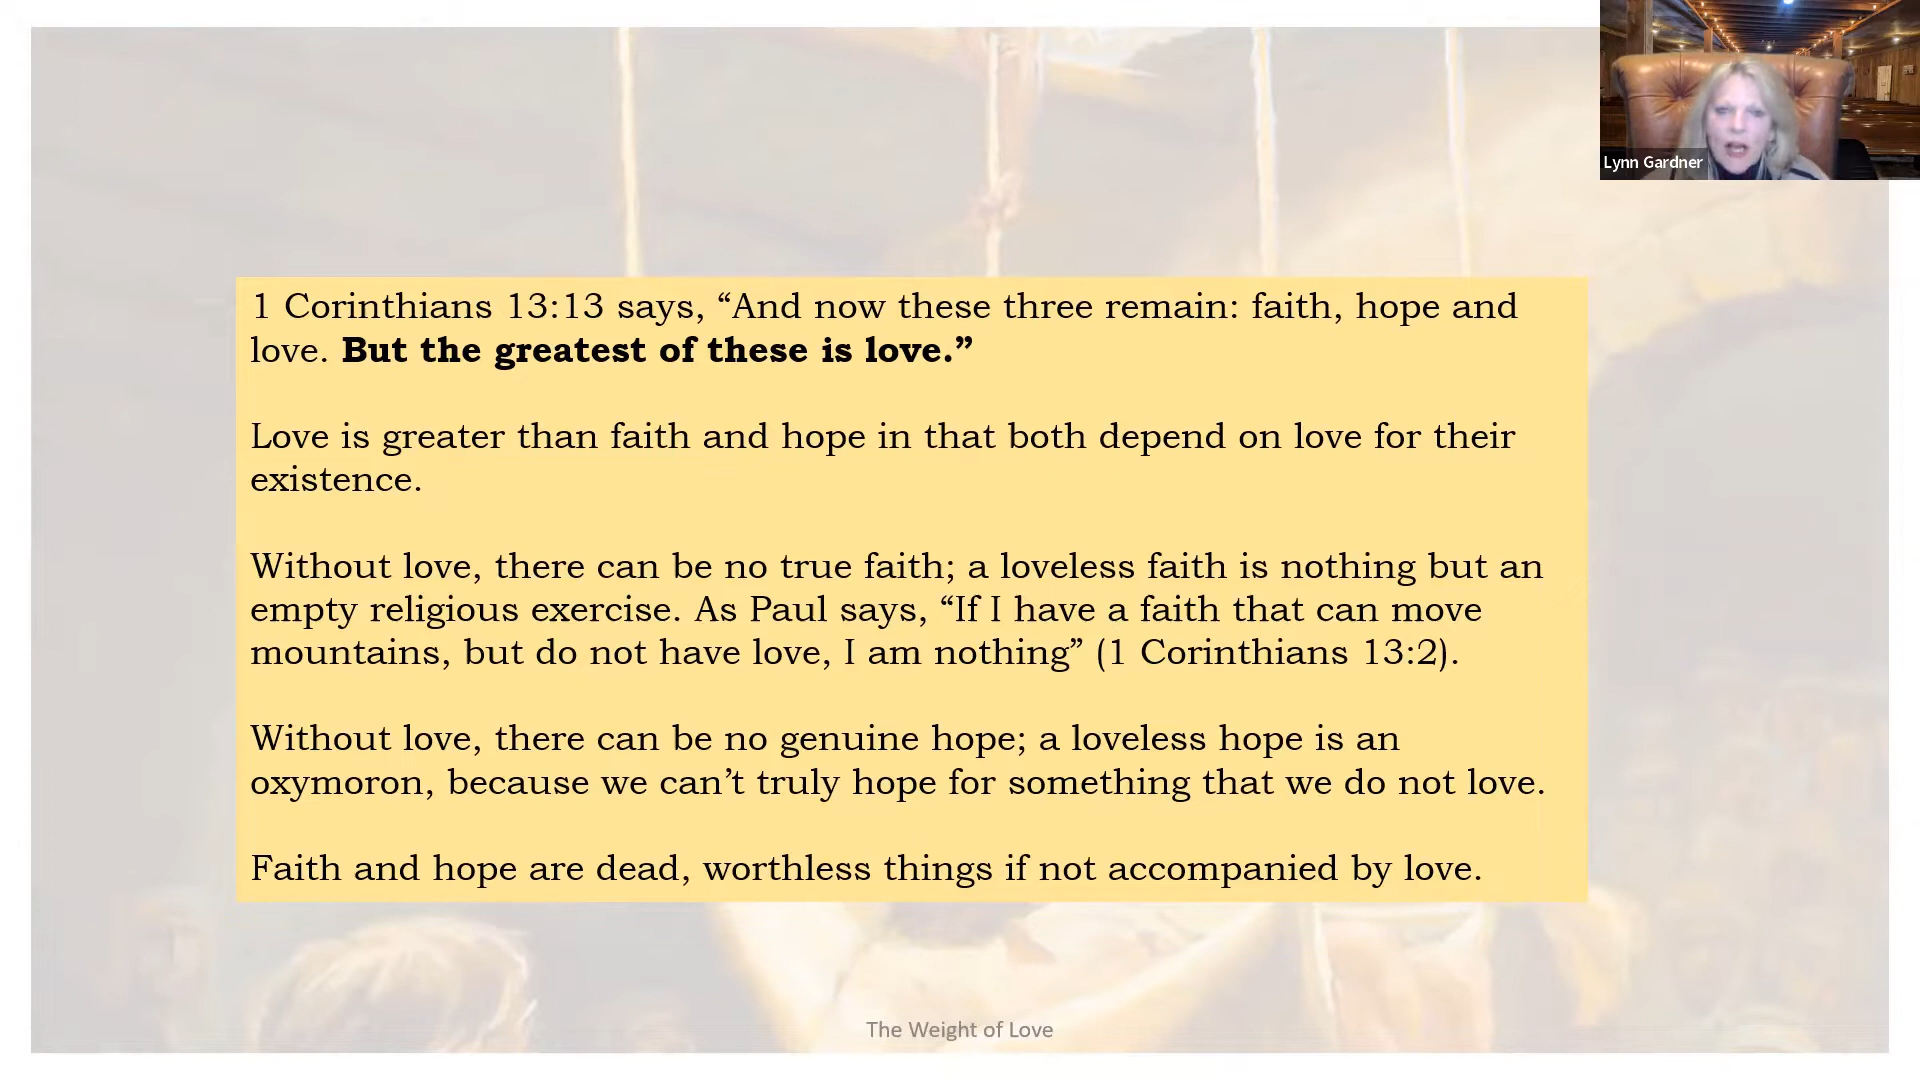 Lynn Gardner
1 Corinthians 13:13 says, “And now these three remain: faith, hope and
love. But the greatest of these is love.”
Love is greater than faith and hope in that both depend on love for their
existence.
Without love, there can be no true faith; a loveless faith is nothing but an
empty religious exercise. As Paul says, “If I have a faith that can move
mountains, but do not have love, I am nothing” (1 Corinthians 13:2).
Without love, there can be no genuine hope; a loveless hope is an
oxymoron, because we can’t truly hope for something that we do not love.
Faith and hope are dead, worthless things if not accompanied by love.
The Weight of Love